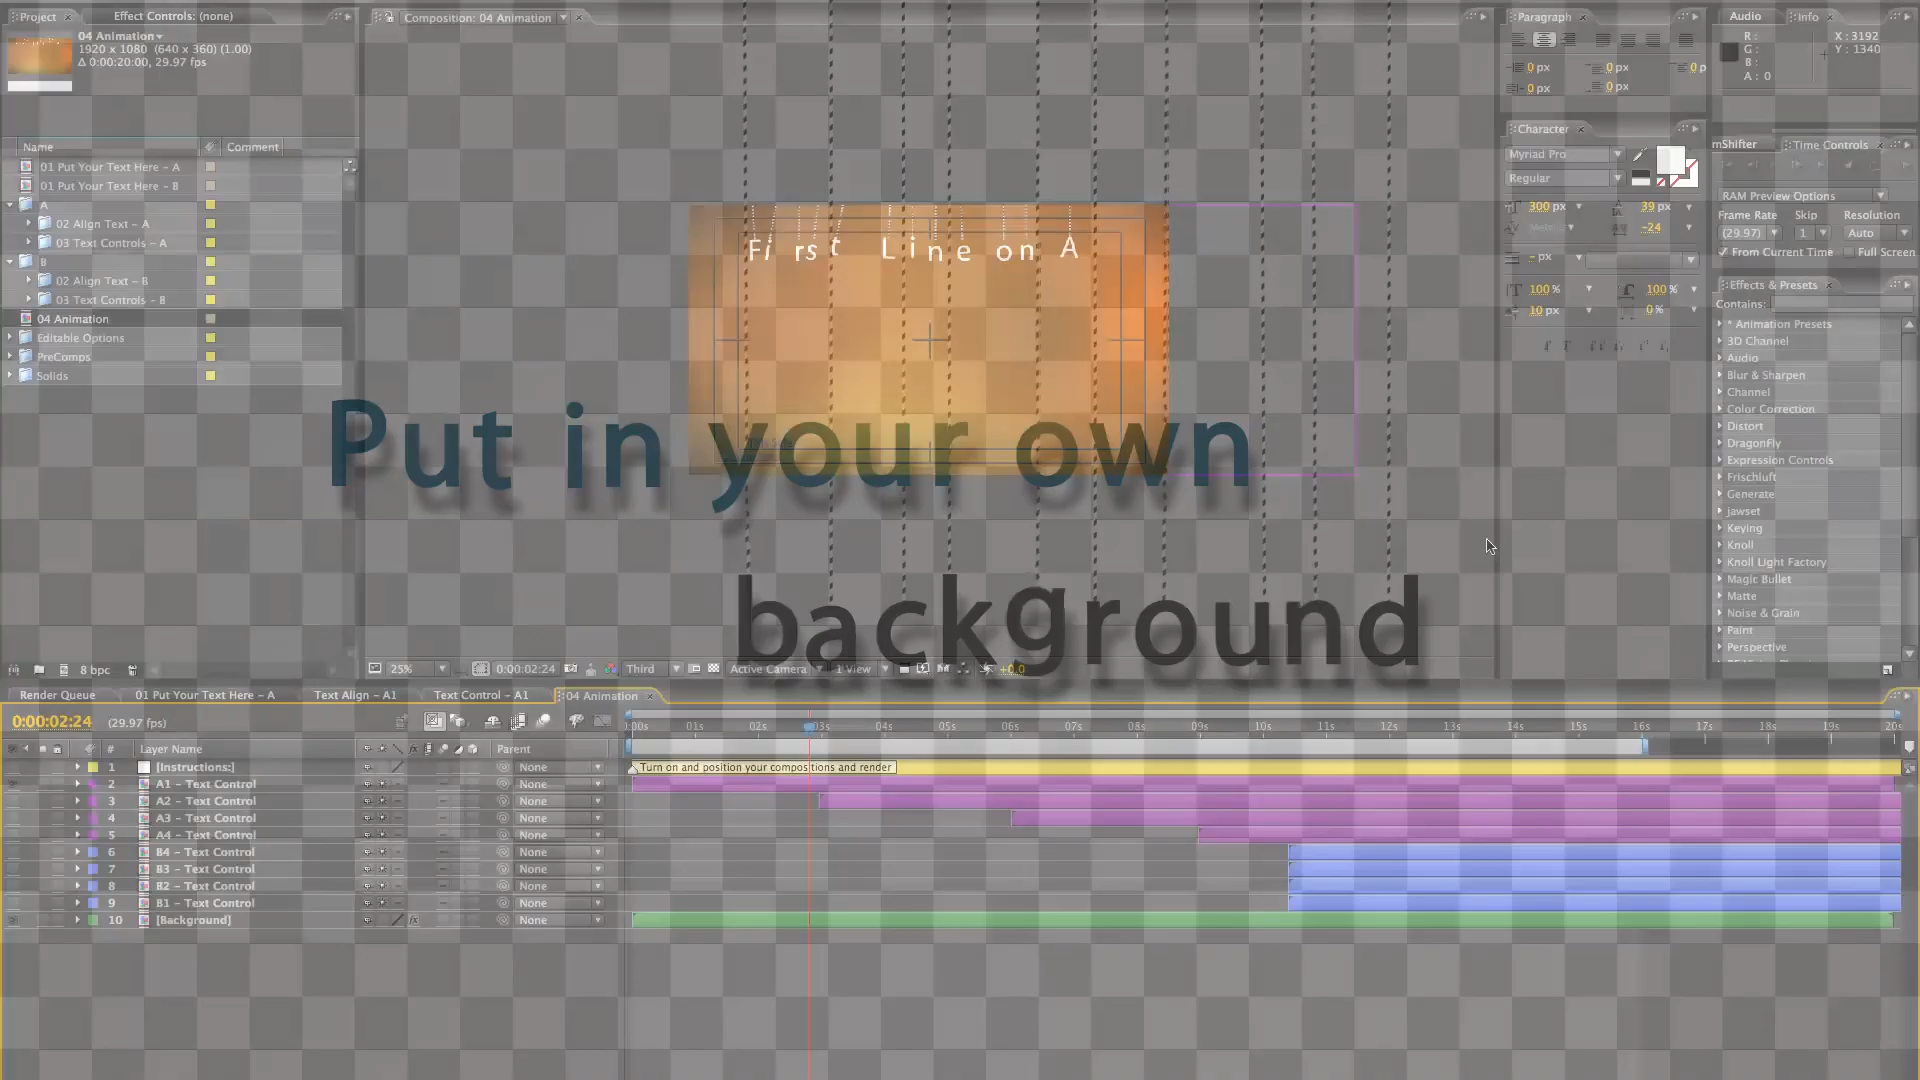 Project
Effect Controls: (none)
Composition: 04 Animation
Paragraph
Audio
Info
04 Animation
1920 x 1080 (640 x 360) (1.00)
Δ 0:00:20:00, 29.97 fps
R :
G :
B :
A : 0
X : 3192
Y : 1340
0 px
0 px
0 p
0 px
0 px
Name
Comment
01 Put Your Text Here - A
01 Put Your Text Here - B
A
02 Align Text - A
03 Text Controls - A
B
02 Align Text - B
03 Text Controls - B
04 Animation
Editable Options
PreComps
Solids
First Line on A
Put in your own
background
Character
Myriad Pro
Regular
300 px
39 px
Metri
-24
- px
100 %
100 %
10 px
0 %
mShifter
Time Controls
RAM Preview Options
Frame Rate
Skip
Resolution
(29.97)
1
Auto
From Current Time
Full Screen
Effects & Presets
Contains:
* Animation Presets
3D Channel
Audio
Blur & Sharpen
Channel
Color Correction
Distort
DragonFly
Expression Controls
Frischluft
Generate
jawset
Keying
Knoll
Knoll Light Factory
Magic Bullet
Matte
Noise & Grain
Paint
Perspective
8 bpc
25%
0:00:02:24
Third
Active Camera
1 View
+0.0
Render Queue
01 Put Your Text Here - A
Text Align - A1
Text Control - A1
04 Animation
0:00:02:24
(29.97 fps)
:00s
01s
02s
03s
04s
05s
06s
07s
08s
09s
10s
11s
12s
13s
14s
15s
16s
17s
18s
19s
20s
#
Layer Name
Parent
1 [Instructions:] None
Turn on and position your compositions and render
2 A1 - Text Control None
3 A2 - Text Control None
4 A3 - Text Control None
5 A4 - Text Control None
6 B4 - Text Control None
7 B3 - Text Control None
8 B2 - Text Control None
9 B1 - Text Control None
10 [Background] None